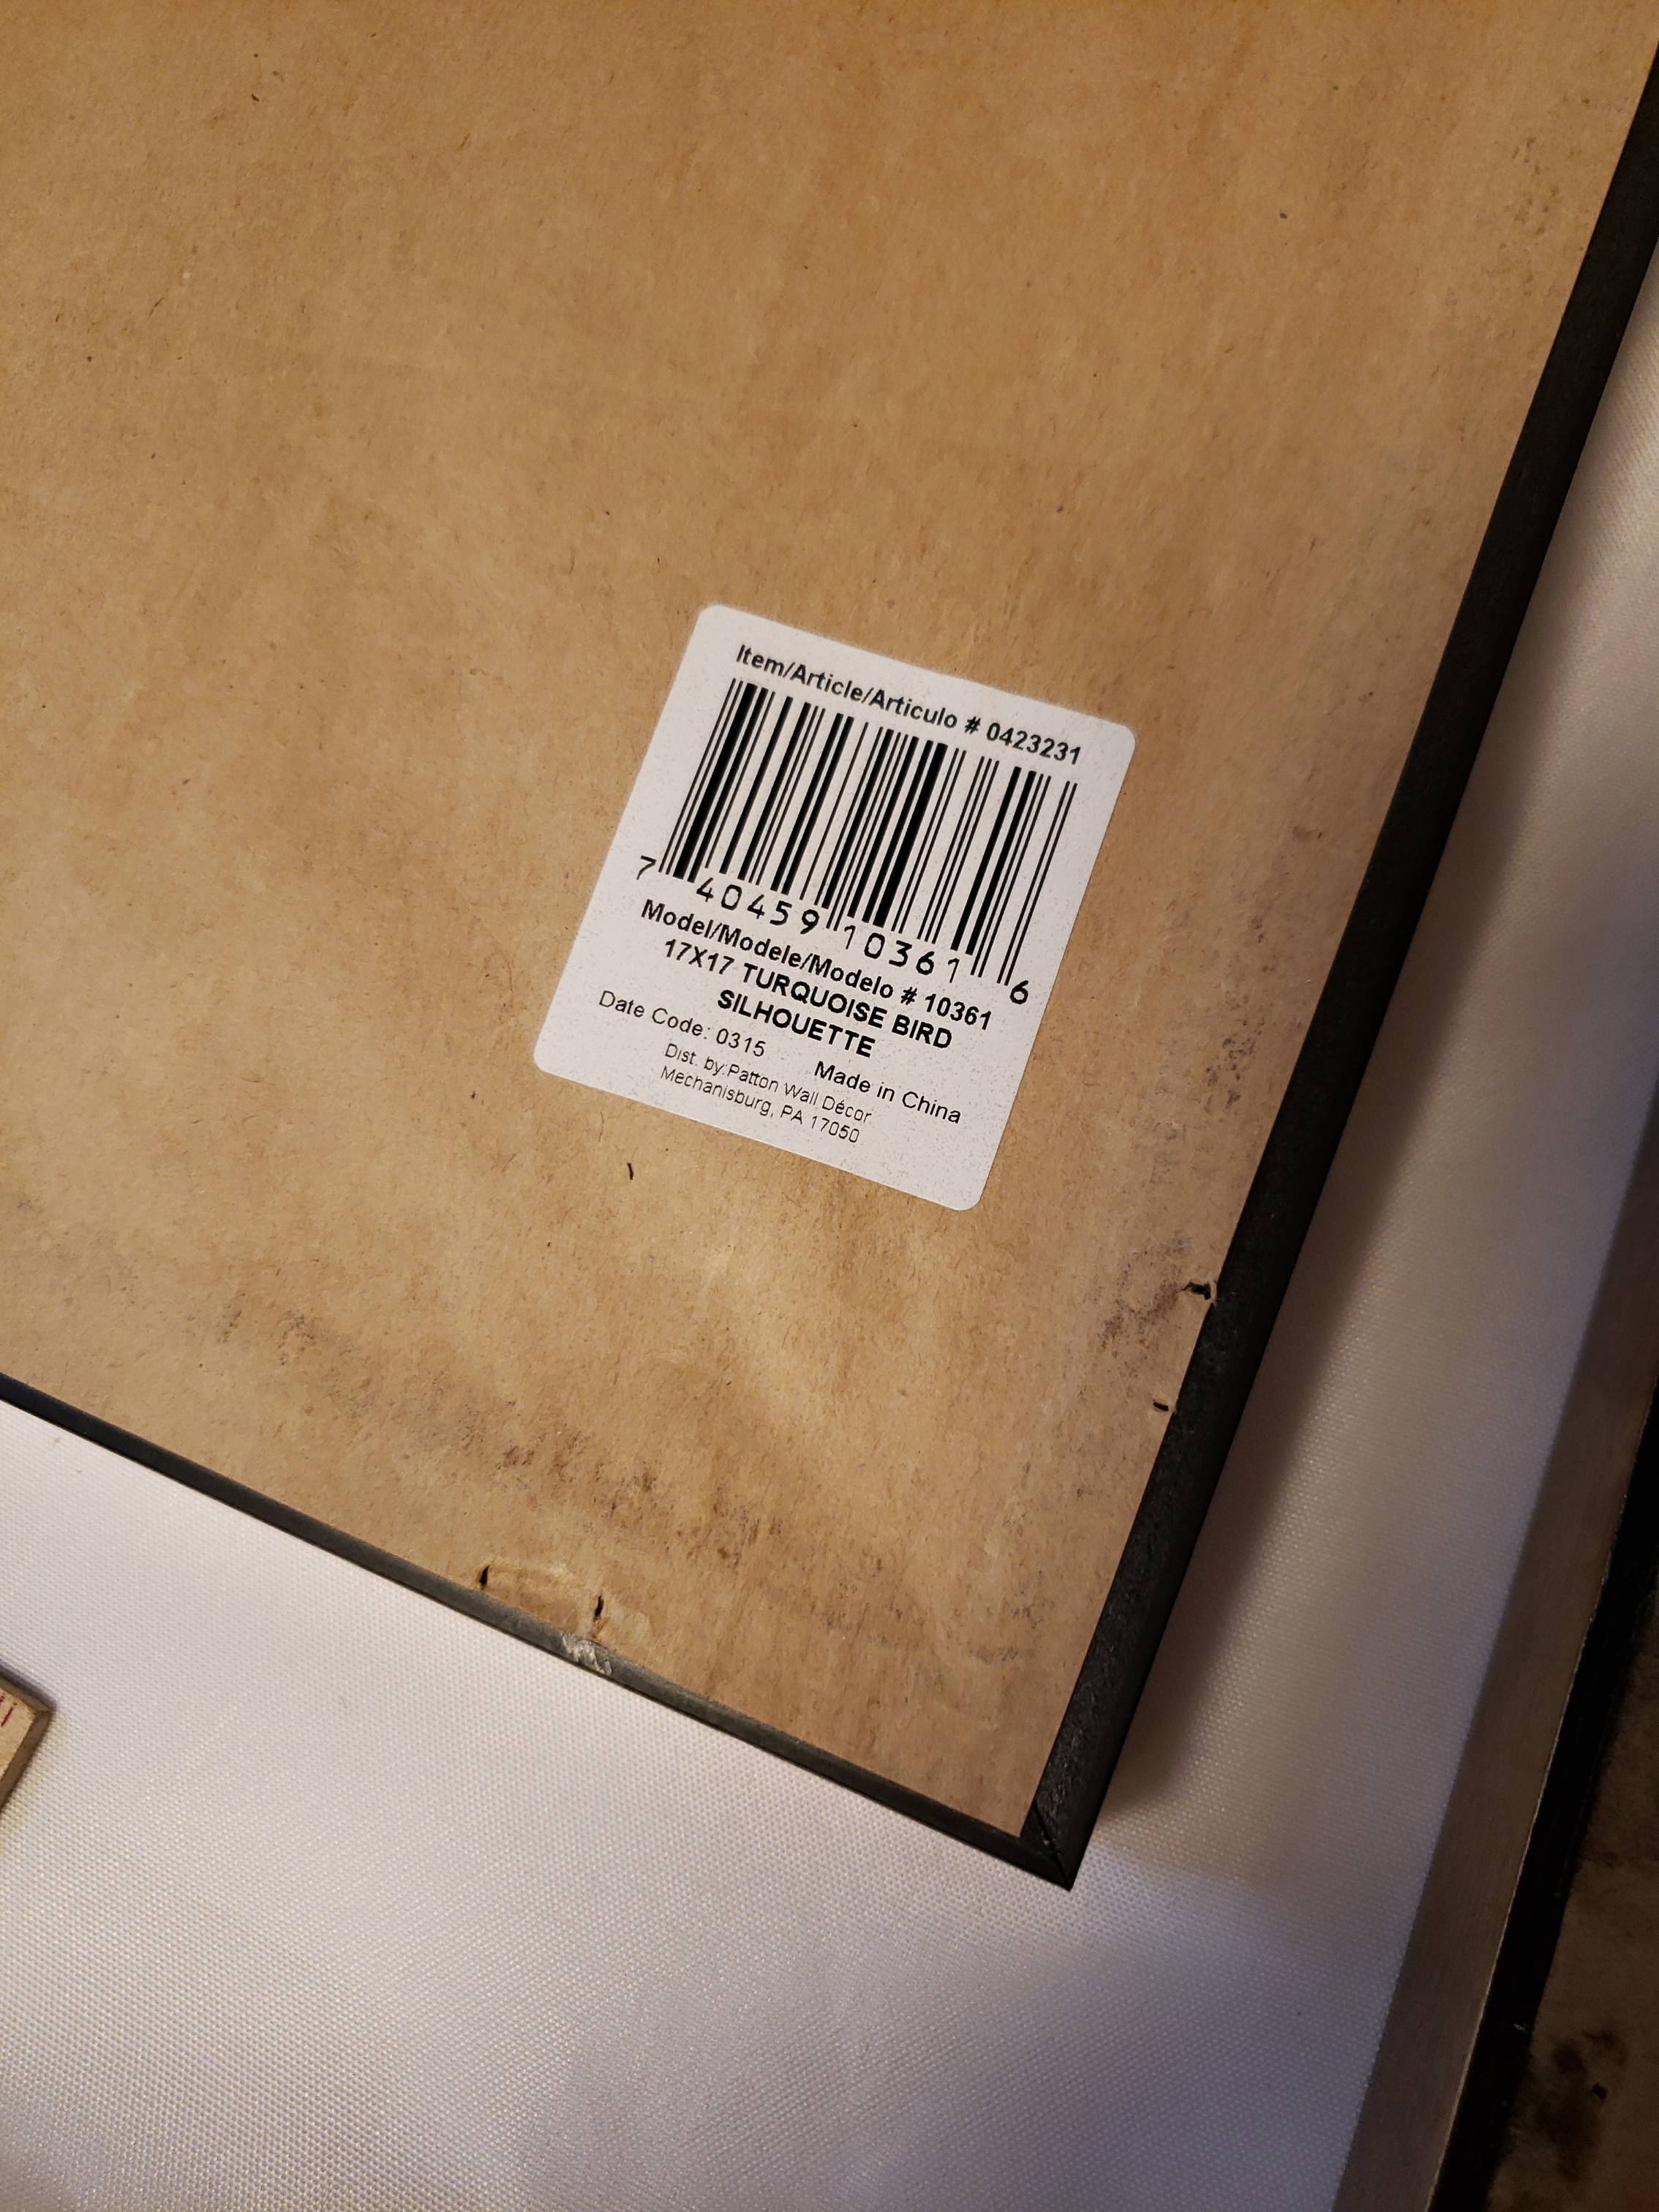 Item/Article/Articulo # 0423231
7 40459 10361 6
Model/Modele/Modelo # 10361
17X17 TURQUOISE BIRD
SILHOUETTE
Date Code: 0315 Made in China
Dist. by:Patton Wall Décor
Mechanisburg, PA 17050